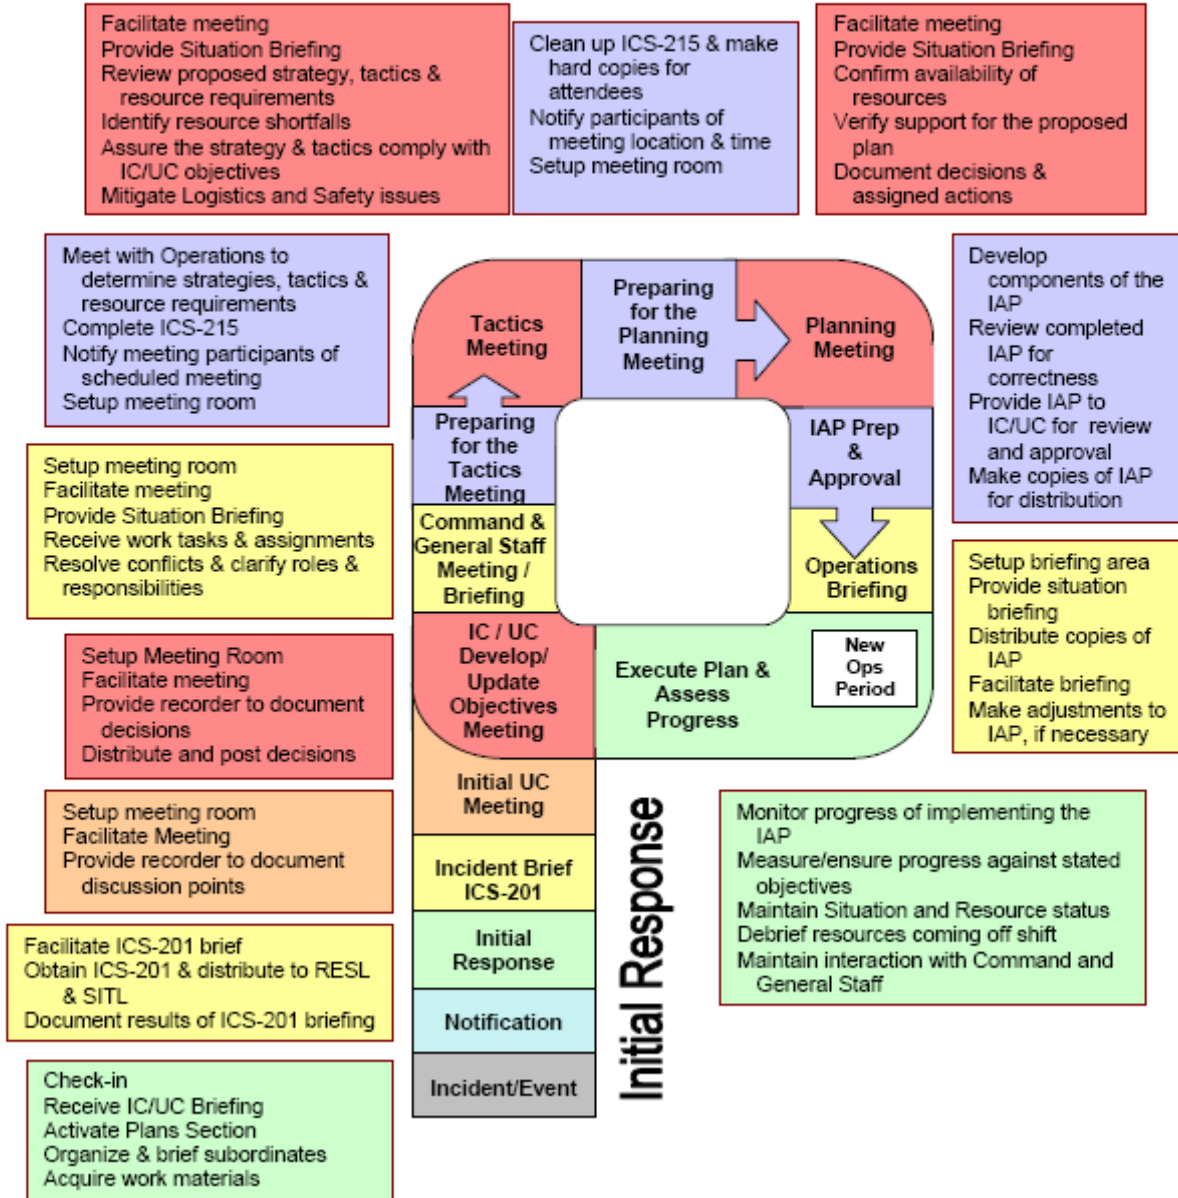 Facilitate meeting
Provide Situation Briefing
Review proposed strategy, tactics &
resource requirements
Identify resource shortfalls
Assure the strategy & tactics comply with
IC/UC objectives
Mitigate Logistics and Safety issues
Clean up ICS-215 & make
hard copies for
attendees
Notify participants of
meeting location & time
Setup meeting room
Facilitate meeting
Provide Situation Briefing
Confirm availability of
resources
Verify support for the proposed
plan
Document decisions &
assigned actions
Meet with Operations to
determine strategies, tactics &
resource requirements
Complete ICS-215
Notify meeting participants of
scheduled meeting
Setup meeting room
Tactics
Meeting
Preparing
for the
Planning
Meeting
Planning
Meeting
Develop
components of the
IAP
Review completed
IAP for
correctness
Provide IAP to
IC/UC for review
and approval
Make copies of IAP
for distribution
Preparing
for the
Tactics
Meeting
IAP Prep
&
Approval
Setup meeting room
Facilitate meeting
Provide Situation Briefing
Receive work tasks & assignments
Resolve conflicts & clarify roles &
responsibilities
Command &
General Staff
Meeting /
Briefing
Operations
Briefing
Setup briefing area
Provide situation
briefing
Distribute copies of
IAP
Facilitate briefing
Make adjustments to
IAP, if necessary
Setup Meeting Room
Facilitate meeting
Provide recorder to document
decisions
Distribute and post decisions
IC / UC
Develop/
Update
Objectives
Meeting
Execute Plan &
Assess
Progress
New
Ops
Period
Setup meeting room
Facilitate Meeting
Provide recorder to document
discussion points
Initial UC
Meeting
Incident Brief
ICS-201
Initial Response
Monitor progress of implementing the
IAP
Measure/ensure progress against stated
objectives
Maintain Situation and Resource status
Debrief resources coming off shift
Maintain interaction with Command and
General Staff
Facilitate ICS-201 brief
Obtain ICS-201 & distribute to RESL
& SITL
Document results of ICS-201 briefing
Initial
Response
Notification
Incident/Event
Check-in
Receive IC/UC Briefing
Activate Plans Section
Organize & brief subordinates
Acquire work materials